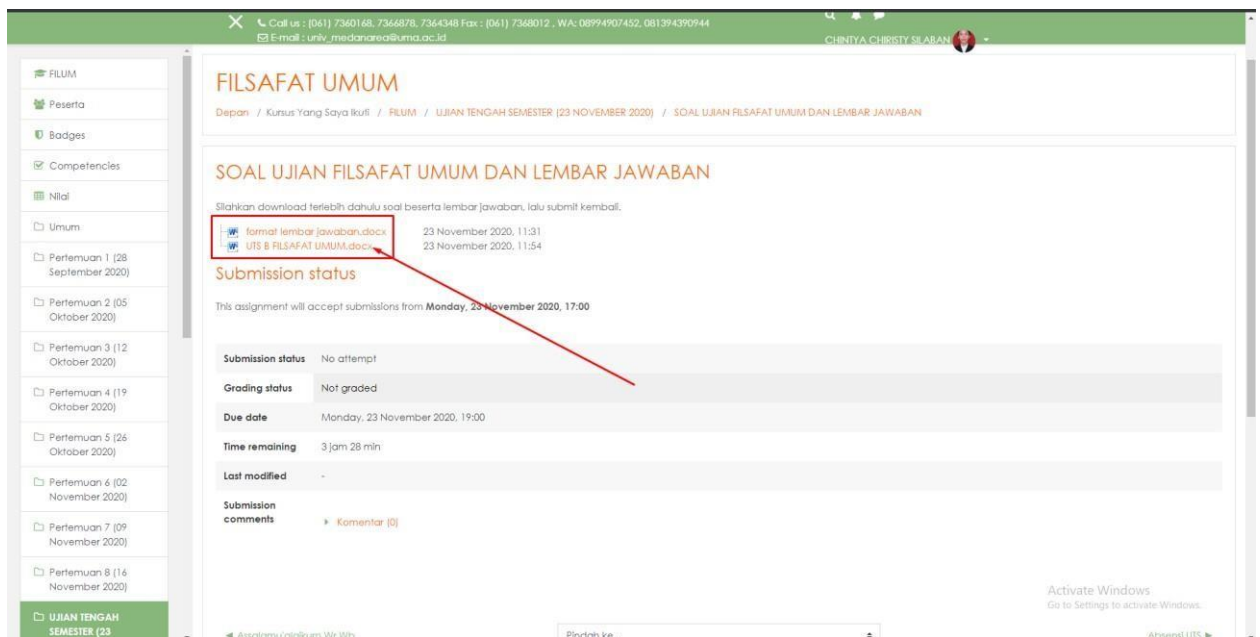 Call us : (061) 7360168, 7366878, 7364348 Fax : (061) 7368012 , WA: 08994907452, 081394390944
E-mail : univ_medanarea@uma.ac.id
CHINTYA CHIRISTY SILABAN
FILUM
Peserta
Badges
Competencies
Nilai
Umum
Pertemuan 1 (28
September 2020)
Pertemuan 2 (05
Oktober 2020)
Pertemuan 3 (12
Oktober 2020)
Pertemuan 4 (19
Oktober 2020)
Pertemuan 5 (26
Oktober 2020)
Pertemuan 6 (02
November 2020)
Pertemuan 7 (09
November 2020)
Pertemuan 8 (16
November 2020)
UJIAN TENGAH
SEMESTER (23
FILSAFAT UMUM
Depan / Kursus Yang Saya Ikuti / FILUM / UJIAN TENGAH SEMESTER (23 NOVEMBER 2020) / SOAL UJIAN FILSAFAT UMUM DAN LEMBAR JAWABAN
SOAL UJIAN FILSAFAT UMUM DAN LEMBAR JAWABAN
Silahkan download terlebih dahulu soal beserta lembar jawaban, lalu submit kembali.
format lembar jawaban.docx 23 November 2020, 11:31
UTS B FILSAFAT UMUM.docx 23 November 2020, 11:54
Submission status
This assignment will accept submissions from Monday, 23 November 2020, 17:00
Submission status No attempt
Grading status Not graded
Due date Monday, 23 November 2020, 19:00
Time remaining 3 jam 28 min
Last modified -
Submission
comments Komentar (0)
Activate Windows
Go to Settings to activate Windows.
Assalamu'alaikum Wr Wb Pindah ke... Absensi UTS